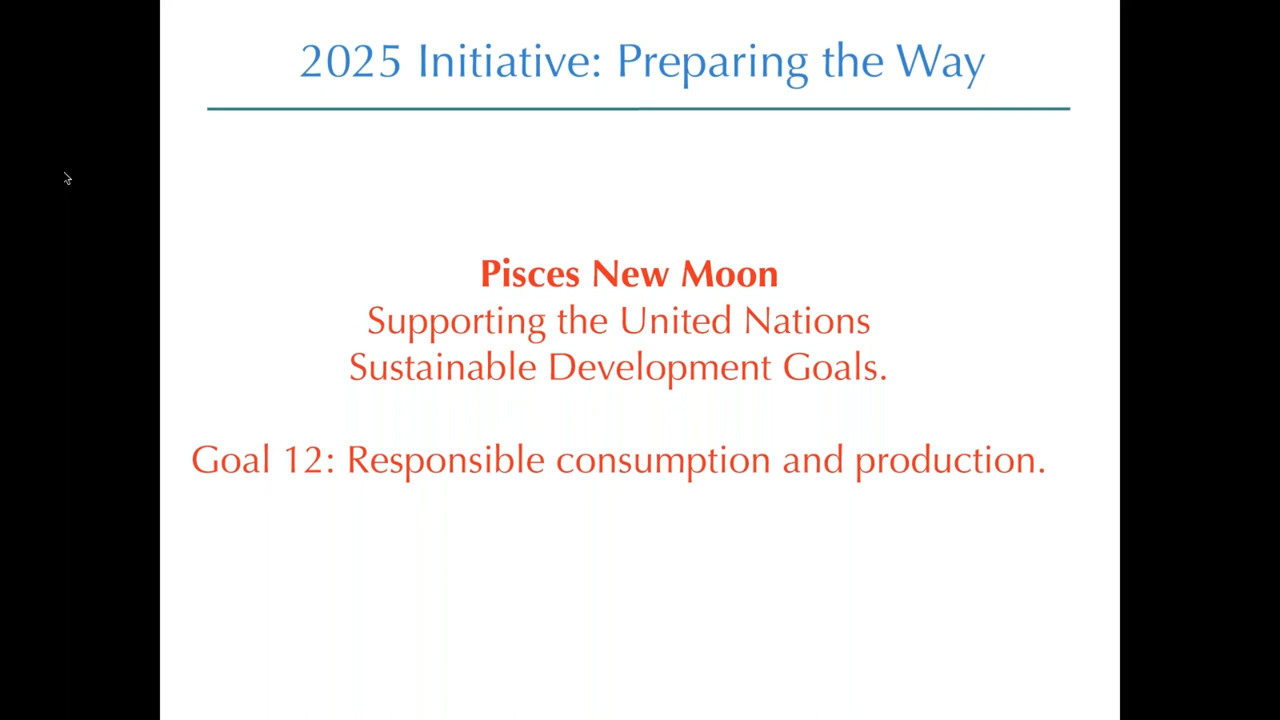 2025 Initiative: Preparing the Way
Pisces New Moon
Supporting the United Nations
Sustainable Development Goals.
Goal 12: Responsible consumption and production.